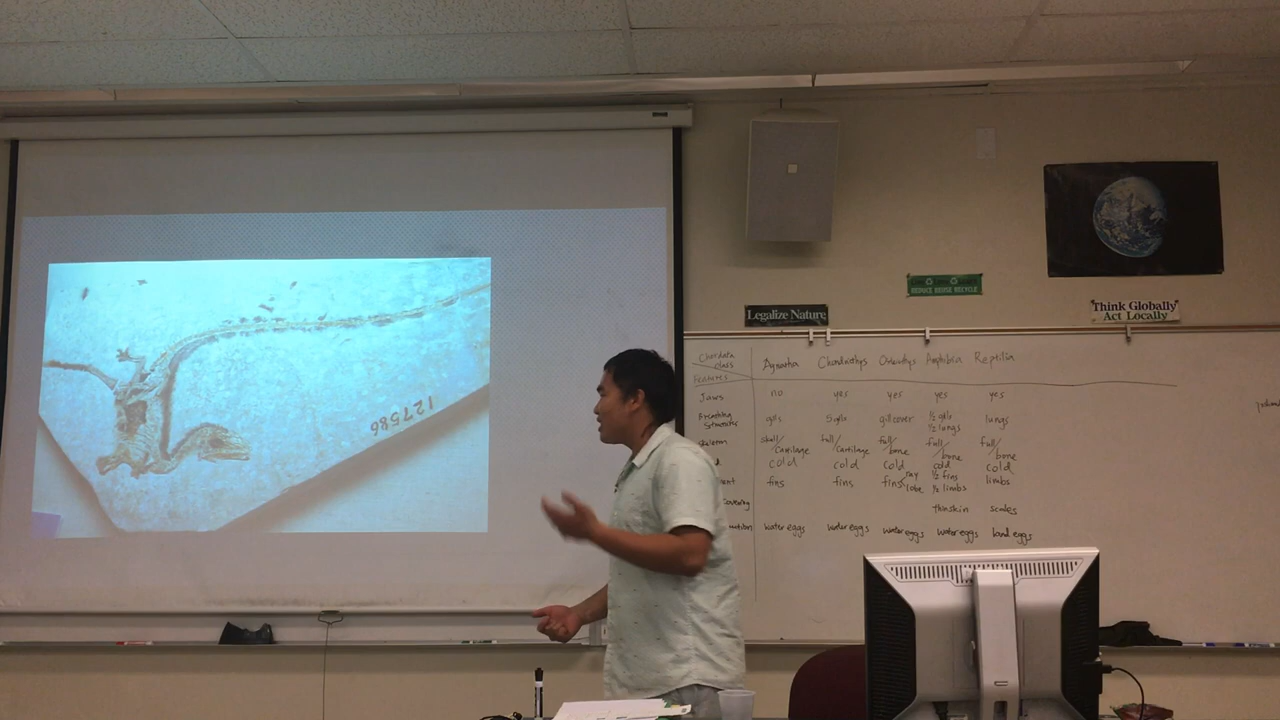 127586
Legalize Nature
REDUCE REUSE RECYCLE
Think Globally
Act Locally
Chordata
class
Features
Agnatha Chondricthys Osteicthys Amphibia Reptilia
Jaws no yes yes yes yes
Breathing
Structures gills 5 gills gill cover 1/2 gills
1/2 lungs lungs
skull/
cartilage full/
cartilage full/
bone full/
bone full/
bone
cold cold cold cold cold
fins fins fins ray
lobe 1/2 fins
1/2 limbs limbs
covering thin skin scales
water eggs water eggs water eggs water eggs land eggs